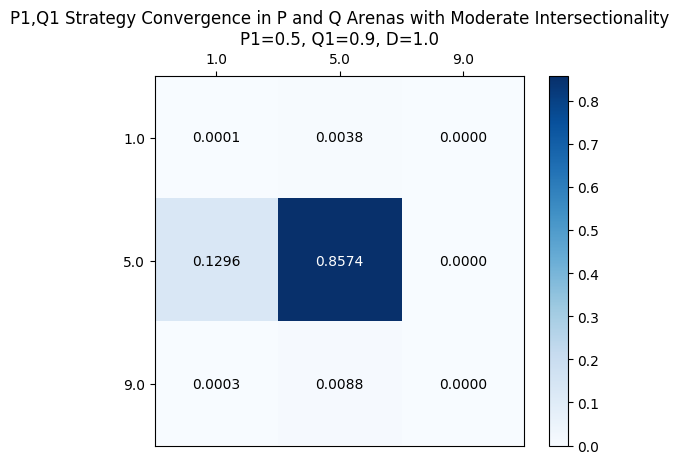 P1,Q1 Strategy Convergence in P and Q Arenas with Moderate Intersectionality
P1=0.5, Q1=0.9, D=1.0
1.0 5.0 9.0
1.0 0.0001 0.0038 0.0000
5.0 0.1296 0.8574 0.0000
9.0 0.0003 0.0088 0.0000
0.8
0.7
0.6
0.5
0.4
0.3
0.2
0.1
0.0